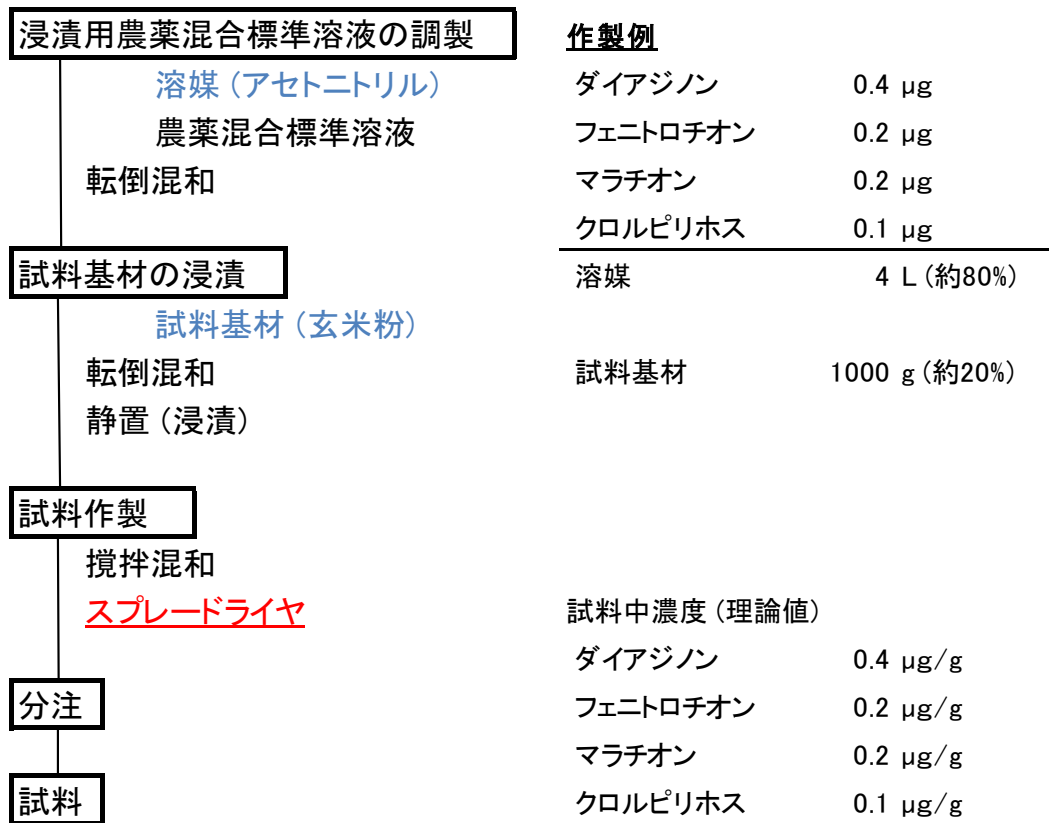 浸漬用農薬混合標準溶液の調製
溶媒（アセトニトリル）
農薬混合標準溶液
転倒混和
試料基材の浸漬
試料基材（玄米粉）
転倒混和
静置（浸漬）
試料作製
撹拌混和
スプレードライヤ
分注
試料
作製例
ダイアジノン 0.4 μg
フェニトロチオン 0.2 μg
マラチオン 0.2 μg
クロルピリホス 0.1 μg
溶媒 4 L（約80%）
試料基材 1000 g（約20%）
試料中濃度（理論値）
ダイアジノン 0.4 μg/g
フェニトロチオン 0.2 μg/g
マラチオン 0.2 μg/g
クロルピリホス 0.1 μg/g